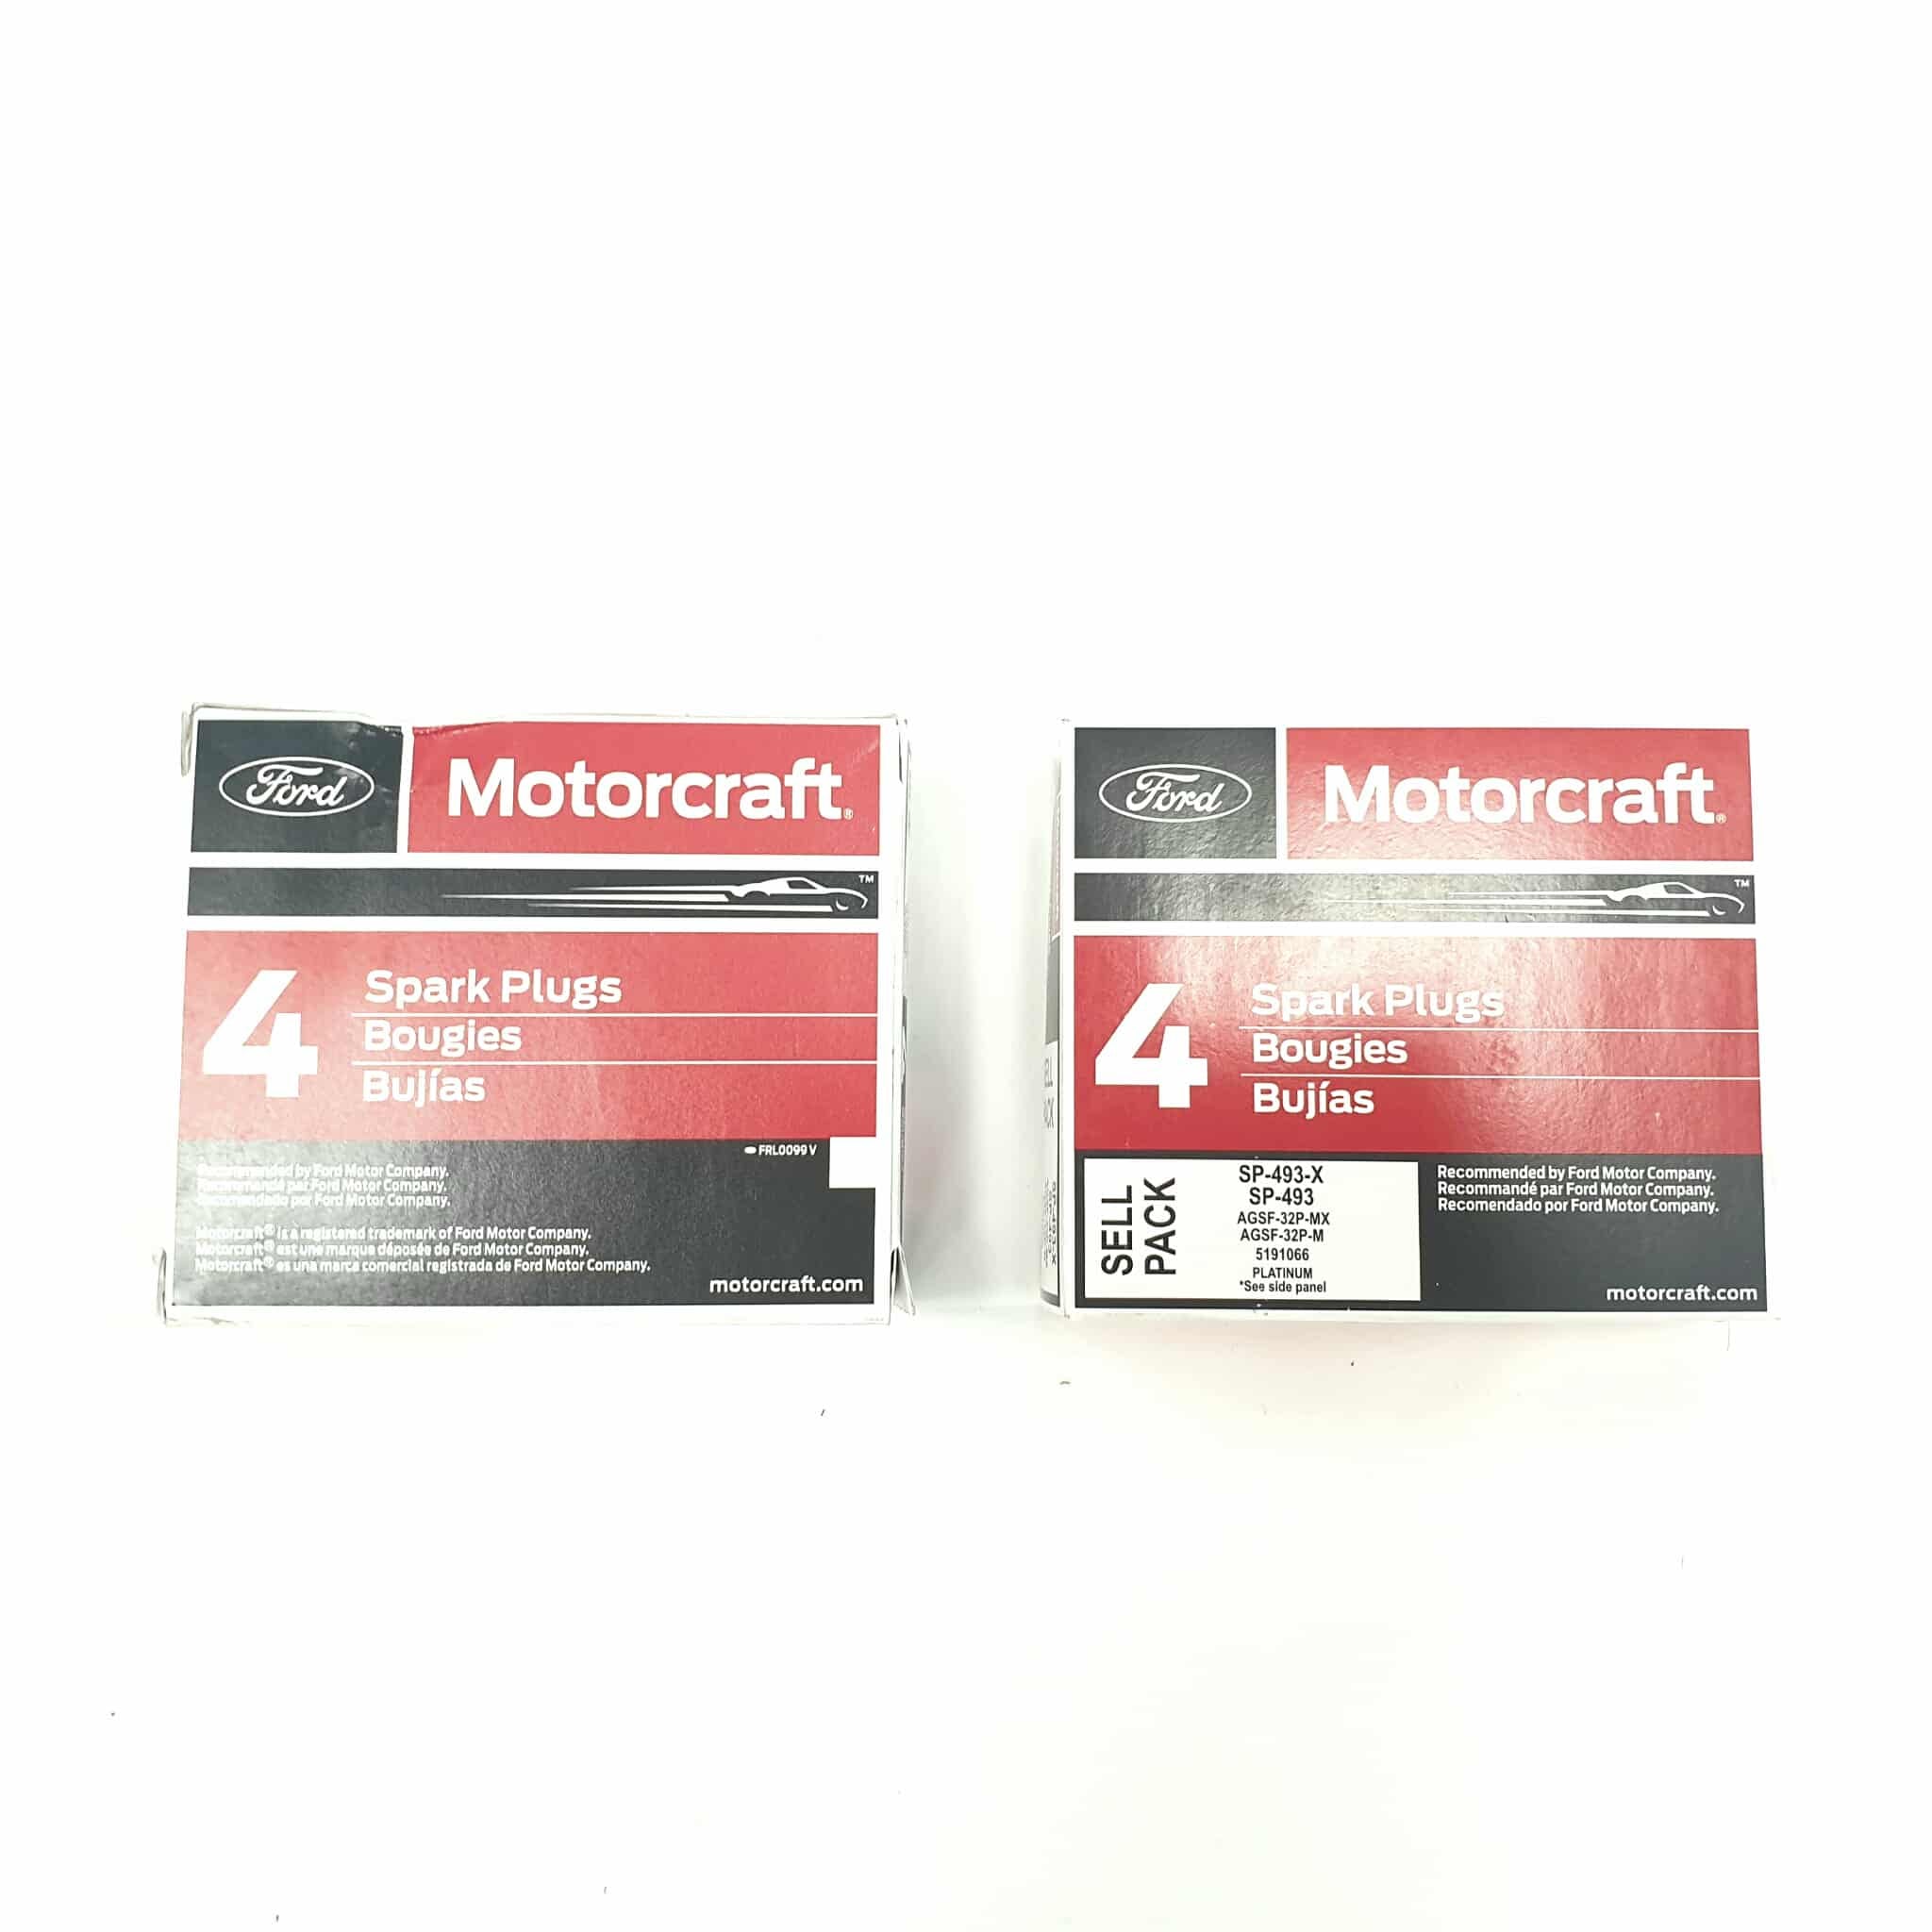 Ford
Motorcraft®
TM
4
Spark Plugs
Bougies
Bujías
FRL0099 V
Recommended by Ford Motor Company.
Recommandé par Ford Motor Company.
Recomendado por Ford Motor Company.
Motorcraft® is a registered trademark of Ford Motor Company.
Motorcraft® est une marque déposée de Ford Motor Company.
Motorcraft® es una marca comercial registrada de Ford Motor Company.
motorcraft.com
Ford
Motorcraft®
TM
4
Spark Plugs
Bougies
Bujías
SELL
PACK
SP-493-X
SP-493
AGSF-32P-MX
AGSF-32P-M
5191066
PLATINUM
*See side panel
Recommended by Ford Motor Company.
Recommandé par Ford Motor Company.
Recomendado por Ford Motor Company.
motorcraft.com